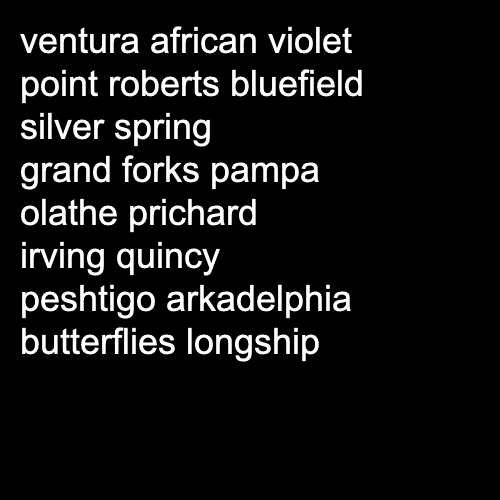 ventura african violet
point roberts bluefield
silver spring
grand forks pampa
olathe prichard
irving quincy
peshtigo arkadelphia
butterflies longship